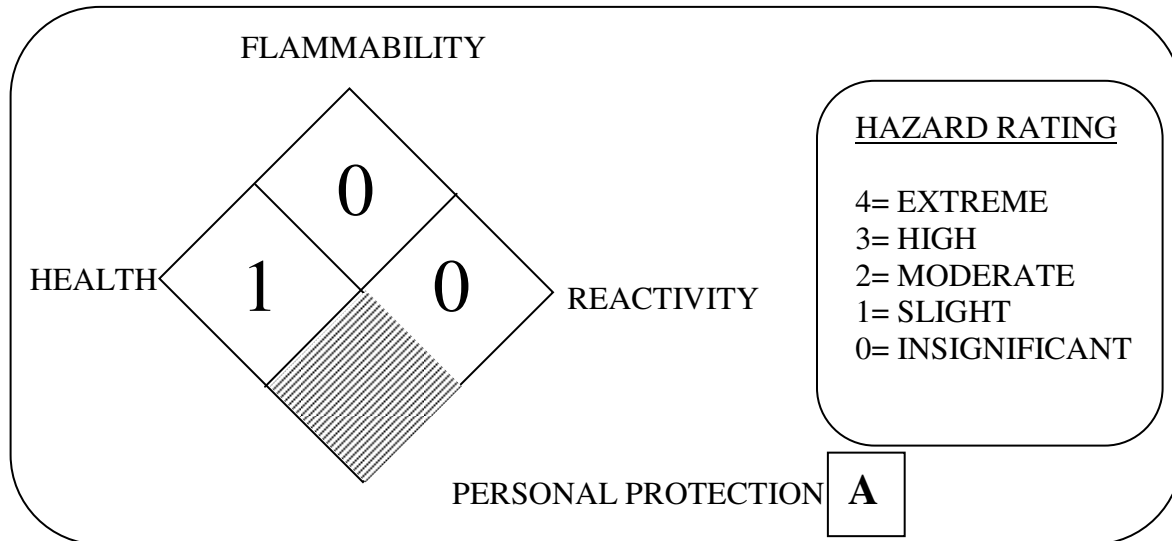 FLAMMABILITY
0
HEALTH
1
0
REACTIVITY
HAZARD RATING
4= EXTREME
3= HIGH
2= MODERATE
1= SLIGHT
0= INSIGNIFICANT
PERSONAL PROTECTION A